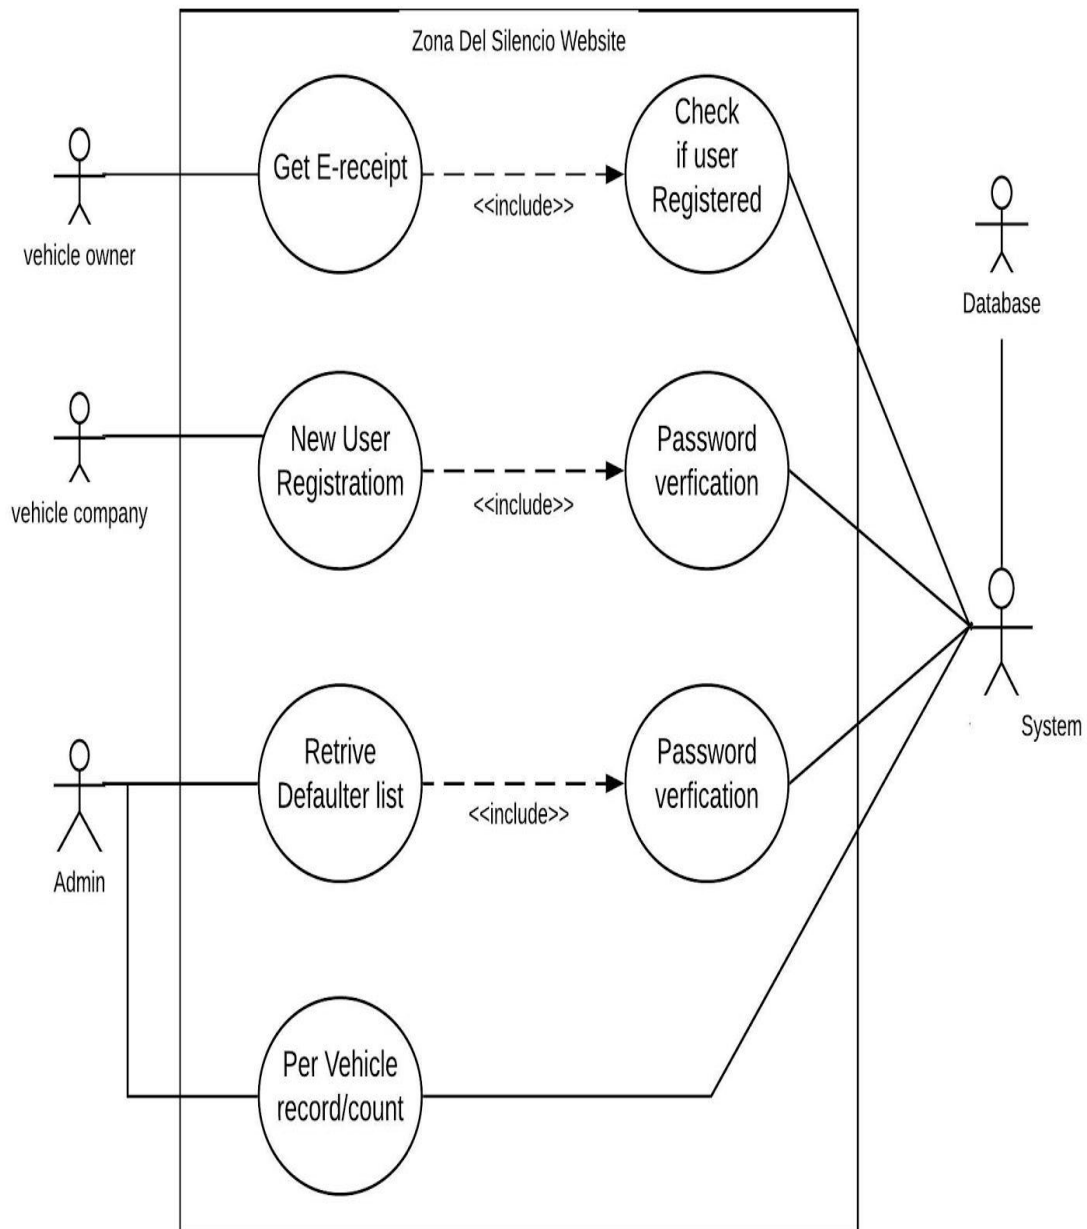 Zona Del Silencio Website
Get E-receipt
<<include>>
Check
if user
Registered
vehicle owner
Database
New User
Registratiom
<<include>>
Password
verfication
vehicle company
System
Retrive
Defaulter list
<<include>>
Password
verfication
Admin
Per Vehicle
record/count